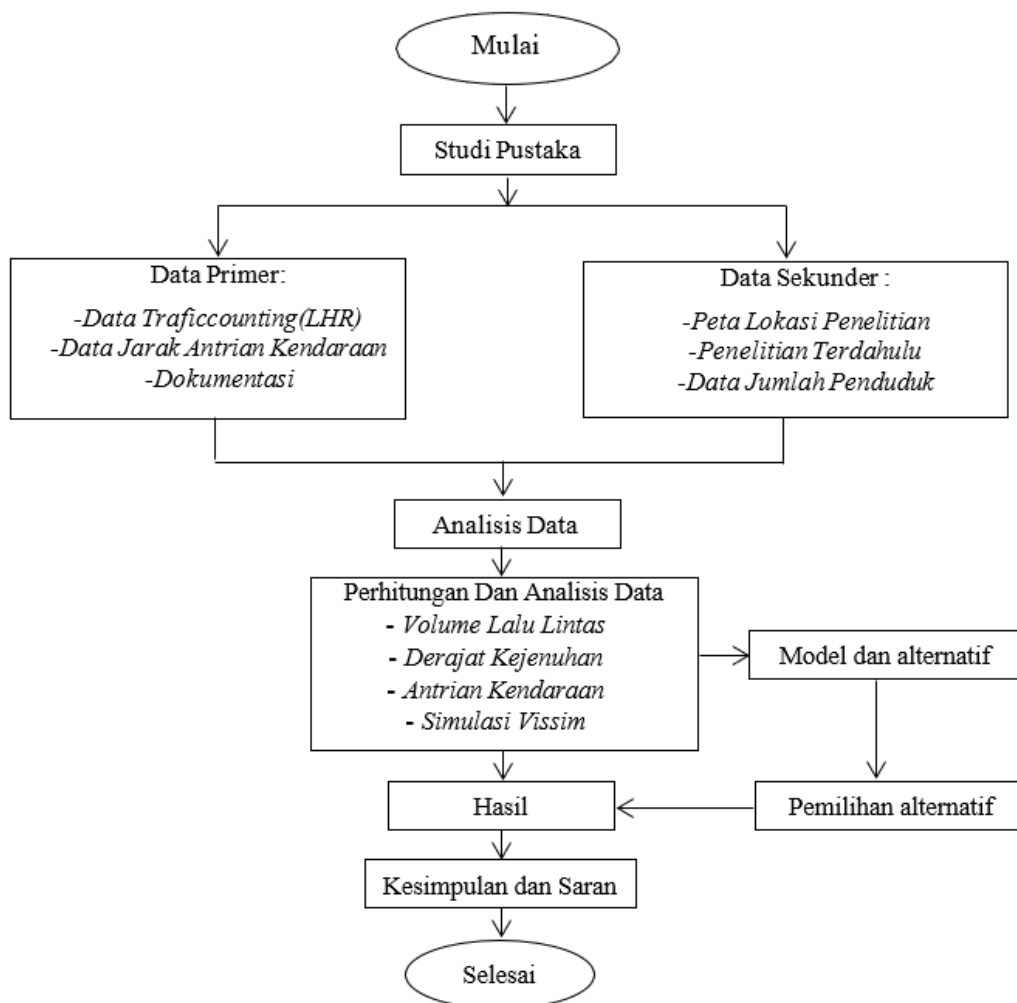 Mulai
Studi Pustaka
Data Primer:
-Data Traficcounting(LHR)
-Data Jarak Antrian Kendaraan
-Dokumentasi
Data Sekunder :
-Peta Lokasi Penelitian
-Penelitian Terdahulu
-Data Jumlah Penduduk
Analisis Data
Perhitungan Dan Analisis Data
- Volume Lalu Lintas
- Derajat Kejenuhan
- Antrian Kendaraan
- Simulasi Vissim
Model dan alternatif
Pemilihan alternatif
Hasil
Kesimpulan dan Saran
Selesai